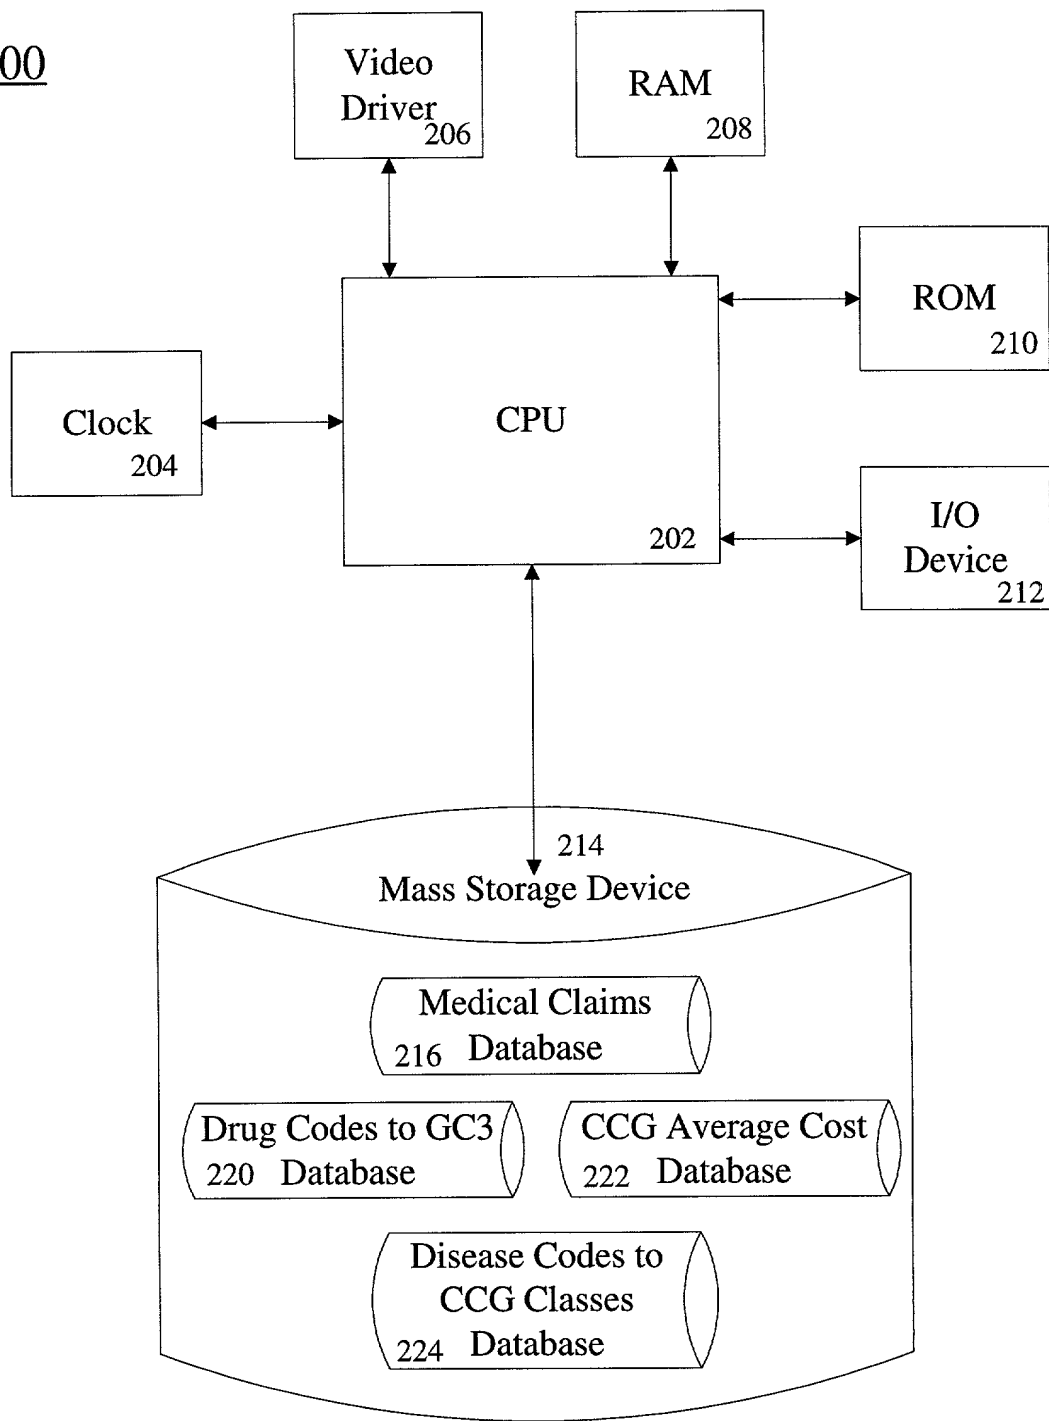 00
Video
Driver
206
RAM
208
ROM
210
Clock
204
CPU
202
I/O
Device
212
214
Mass Storage Device
Medical Claims
216 Database
Drug Codes to GC3
220 Database
CCG Average Cost
222 Database
Disease Codes to
CCG Classes
224 Database